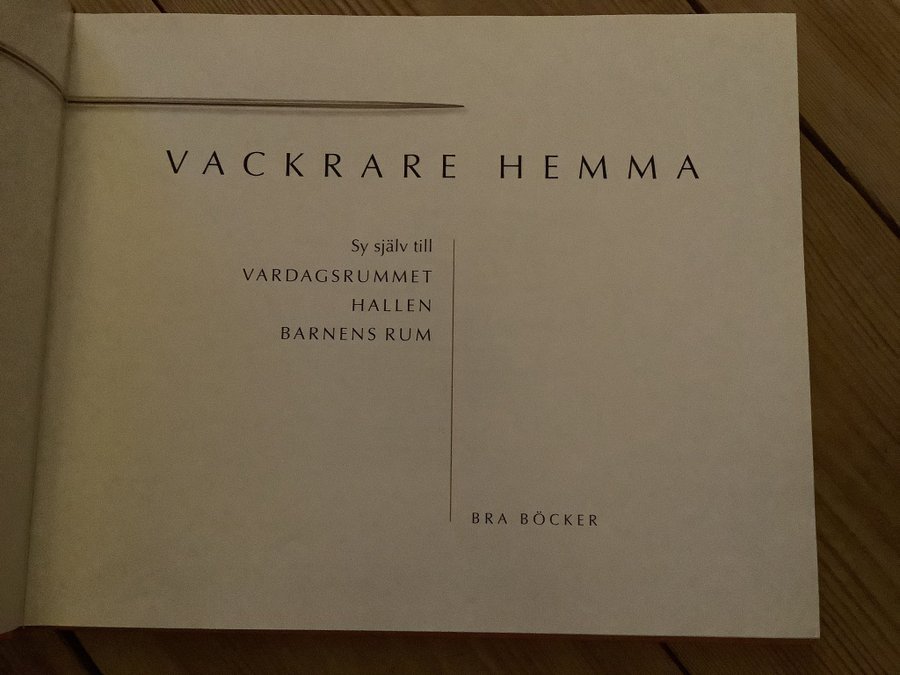 VACKRARE HEMMA
Sy själv till
VARDAGSRUMMET
HALLEN
BARNENS RUM
BRA BÖCKER